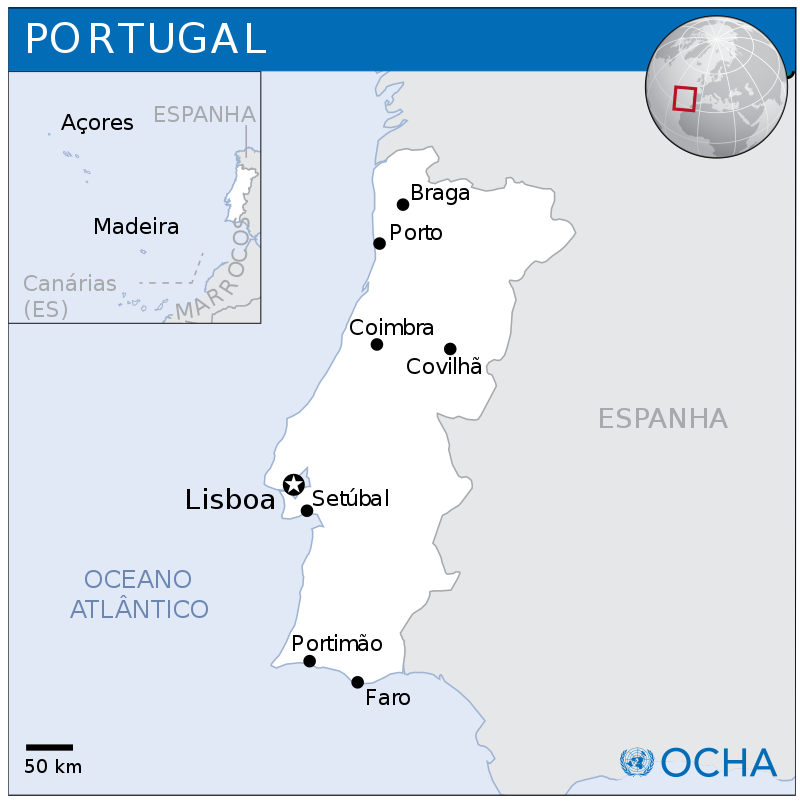 PORTUGAL
Açores
ESPANHA
Madeira
Canárias
(ES)
MARROCOS
Braga
Porto
Coimbra
Covilhã
ESPANHA
Lisboa
Setúbal
OCEANO
ATLÂNTICO
Portimão
Faro
50 km
OCHA